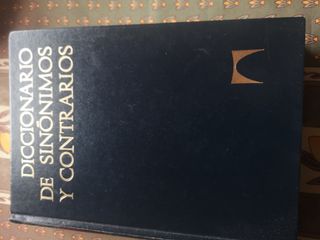 DICCIONARIO
DE SINÓNIMOS
Y CONTRARIOS